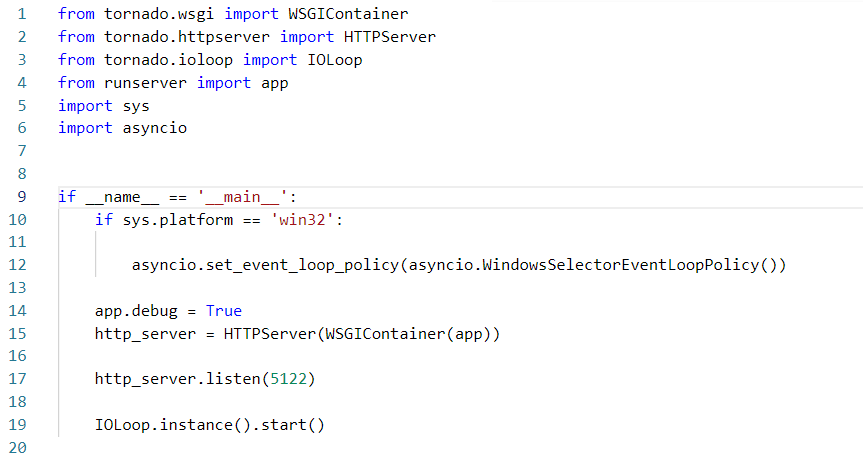 1 from tornado.wsgi import WSGIContainer
2 from tornado.httpserver import HTTPServer
3 from tornado.ioloop import IOLoop
4 from runserver import app
5 import sys
6 import asyncio
7
8
9 if __name__ == '__main__':
10     if sys.platform == 'win32':
11
12         asyncio.set_event_loop_policy(asyncio.WindowsSelectorEventLoopPolicy())
13
14     app.debug = True
15     http_server = HTTPServer(WSGIContainer(app))
16
17     http_server.listen(5122)
18
19     IOLoop.instance().start()
20